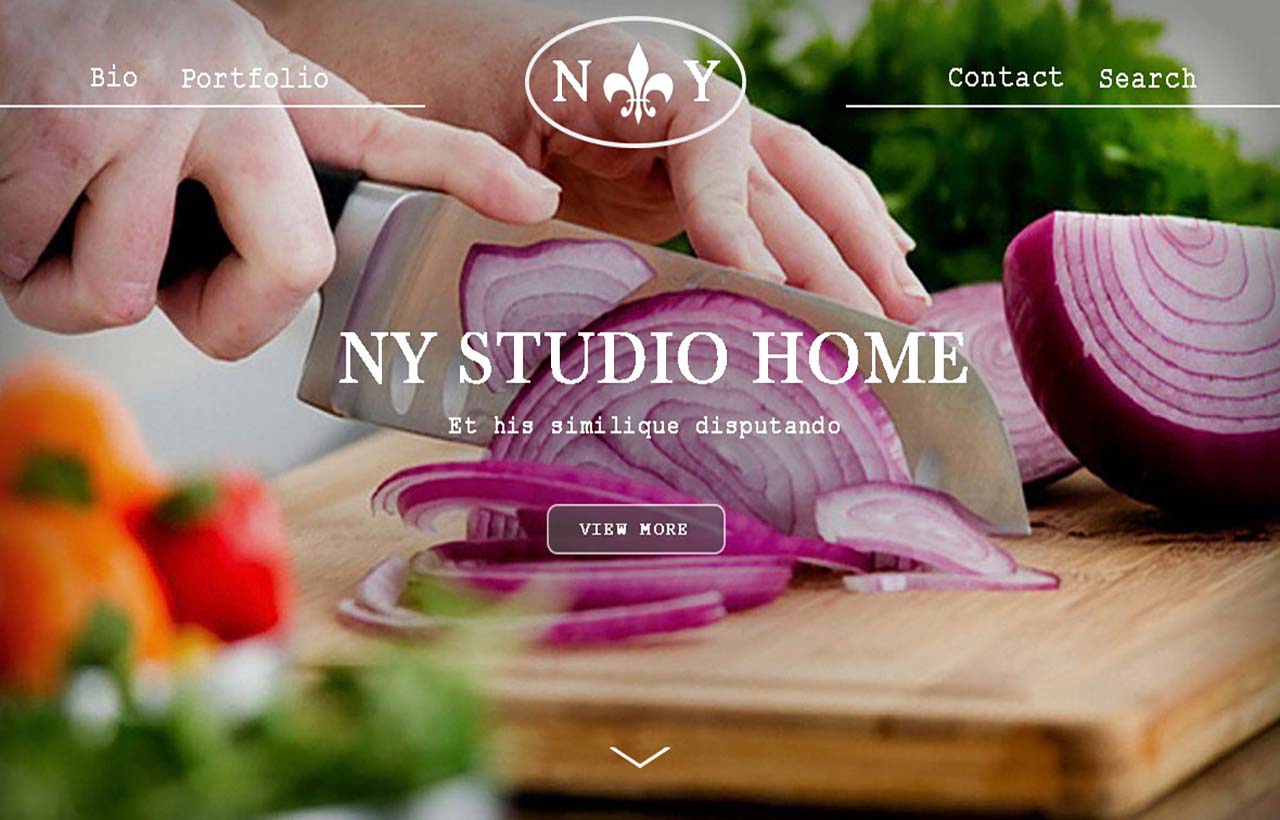 Bio Portfolio N Y Contact Search
NY STUDIO HOME
Et his similique disputando
VIEW MORE